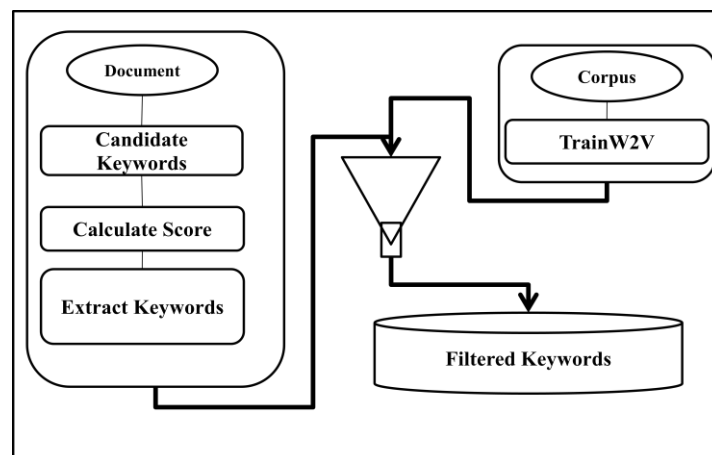 Document
Candidate
Keywords
Calculate Score
Extract Keywords
Corpus
TrainW2V
Filtered Keywords